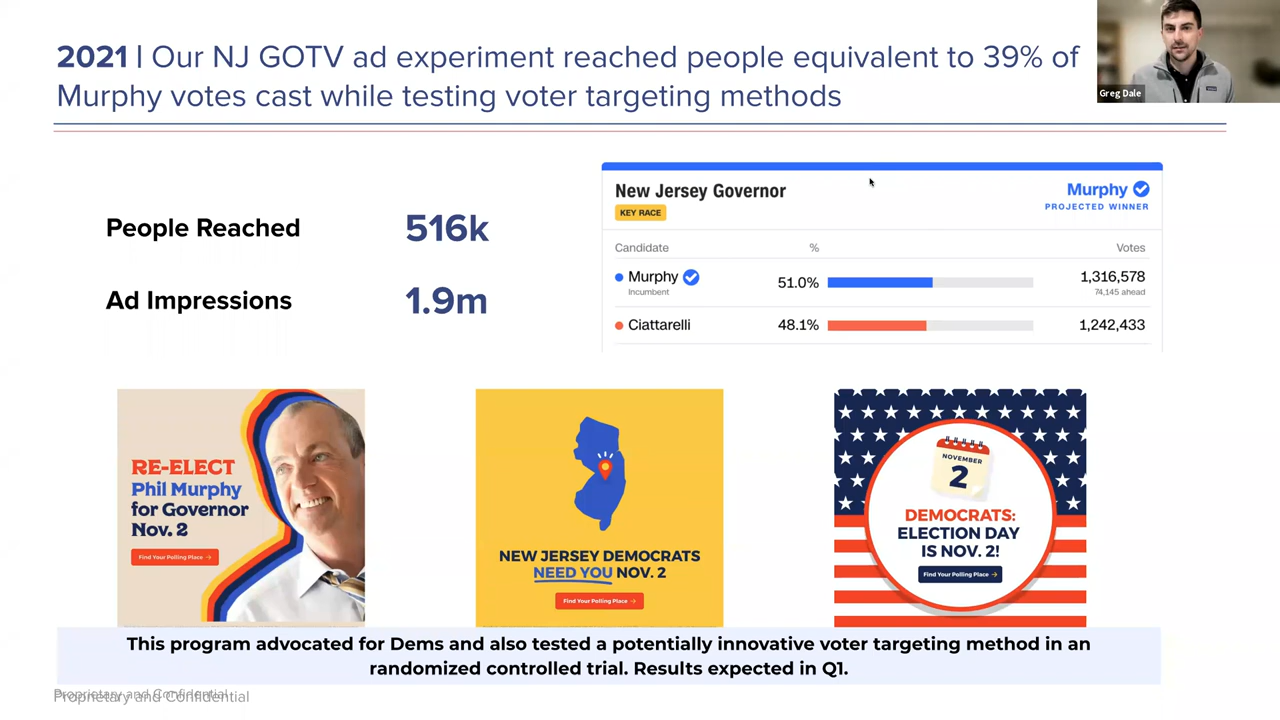 2021 | Our NJ GOTV ad experiment reached people equivalent to 39% of
Murphy votes cast while testing voter targeting methods
Greg Dale
People Reached 516k
Ad Impressions 1.9m
New Jersey Governor
KEY RACE
Murphy
PROJECTED WINNER
Candidate % Votes
Murphy 51.0% 1,316,578
Incumbent 74,145 ahead
Ciattarelli 48.1% 1,242,433
RE-ELECT
Phil Murphy
for Governor
Nov. 2
Find Your Polling Place →
NEW JERSEY DEMOCRATS
NEED YOU NOV. 2
Find Your Polling Place →
NOVEMBER
2
DEMOCRATS:
ELECTION DAY
IS NOV. 2!
Find Your Polling Place →
This program advocated for Dems and also tested a potentially innovative voter targeting method in an
randomized controlled trial. Results expected in Q1.
Proprietary and Confidential
Proprietary and Confidential